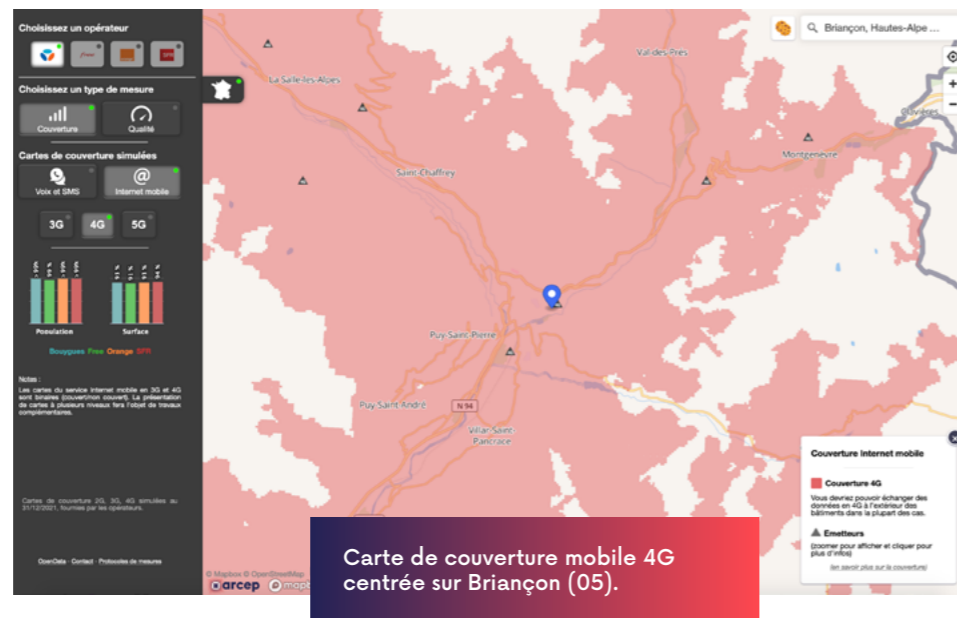 Choisissez un opérateur
free
SFR
Choisissez un type de mesure
Couverture
Qualité
Cartes de couverture simulées
Voix et SMS
Internet mobile
3G
4G
5G
> 99%
99 %
> 99%
> 99%
Population
Surface
Bouygues Free Orange SFR
Notes :
Les cartes du service internet mobile en 3G et 4G
sont binaires (couvert/non couvert). La présentation
de cartes à plusieurs niveaux fera l'objet de travaux
complémentaires.
Cartes de couverture 2G, 3G, 4G simulées au
31/12/2021, fournies par les opérateurs.
OpenData - Contact - Protocoles de mesures
Briançon, Hautes-Alpe ...
+
−
Val-des-Prés
La Salle-les-Alpes
Montgenèvre
Saint-Chaffrey
Puy-Saint-Pierre
Puy-Saint-André
N 94
Villar-Saint-
Pancrace
Couverture internet mobile
Couverture 4G
Vous devriez pouvoir échanger des
données en 4G à l'extérieur des
bâtiments dans la plupart des cas.
Emetteurs
(zoomer pour afficher et cliquer pour
plus d'infos)
(en savoir plus sur la couverture)
© Mapbox © OpenStreetMap
arcep
Carte de couverture mobile 4G
centrée sur Briançon (05).